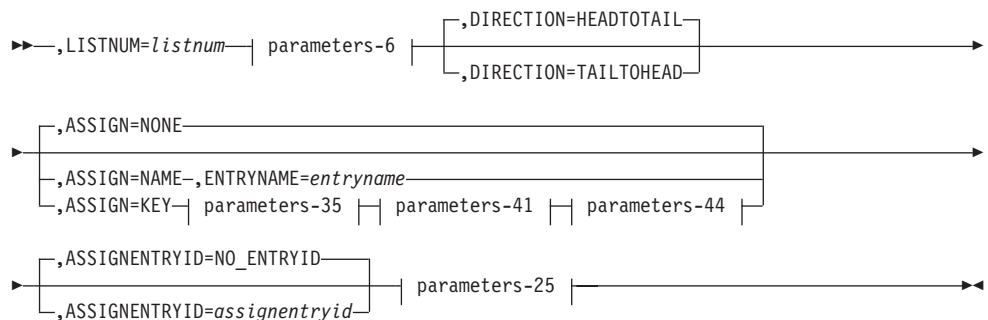 ,DIRECTION=HEADTOTAIL
,LISTNUM=listnum parameters-6
,DIRECTION=TAILTOHEAD
,ASSIGN=NONE
,ASSIGN=NAME ,ENTRYNAME=entryname
,ASSIGN=KEY parameters-35 parameters-41 parameters-44
,ASSIGNENTRYID=NO_ENTRYID
parameters-25
,ASSIGNENTRYID=assignentryid